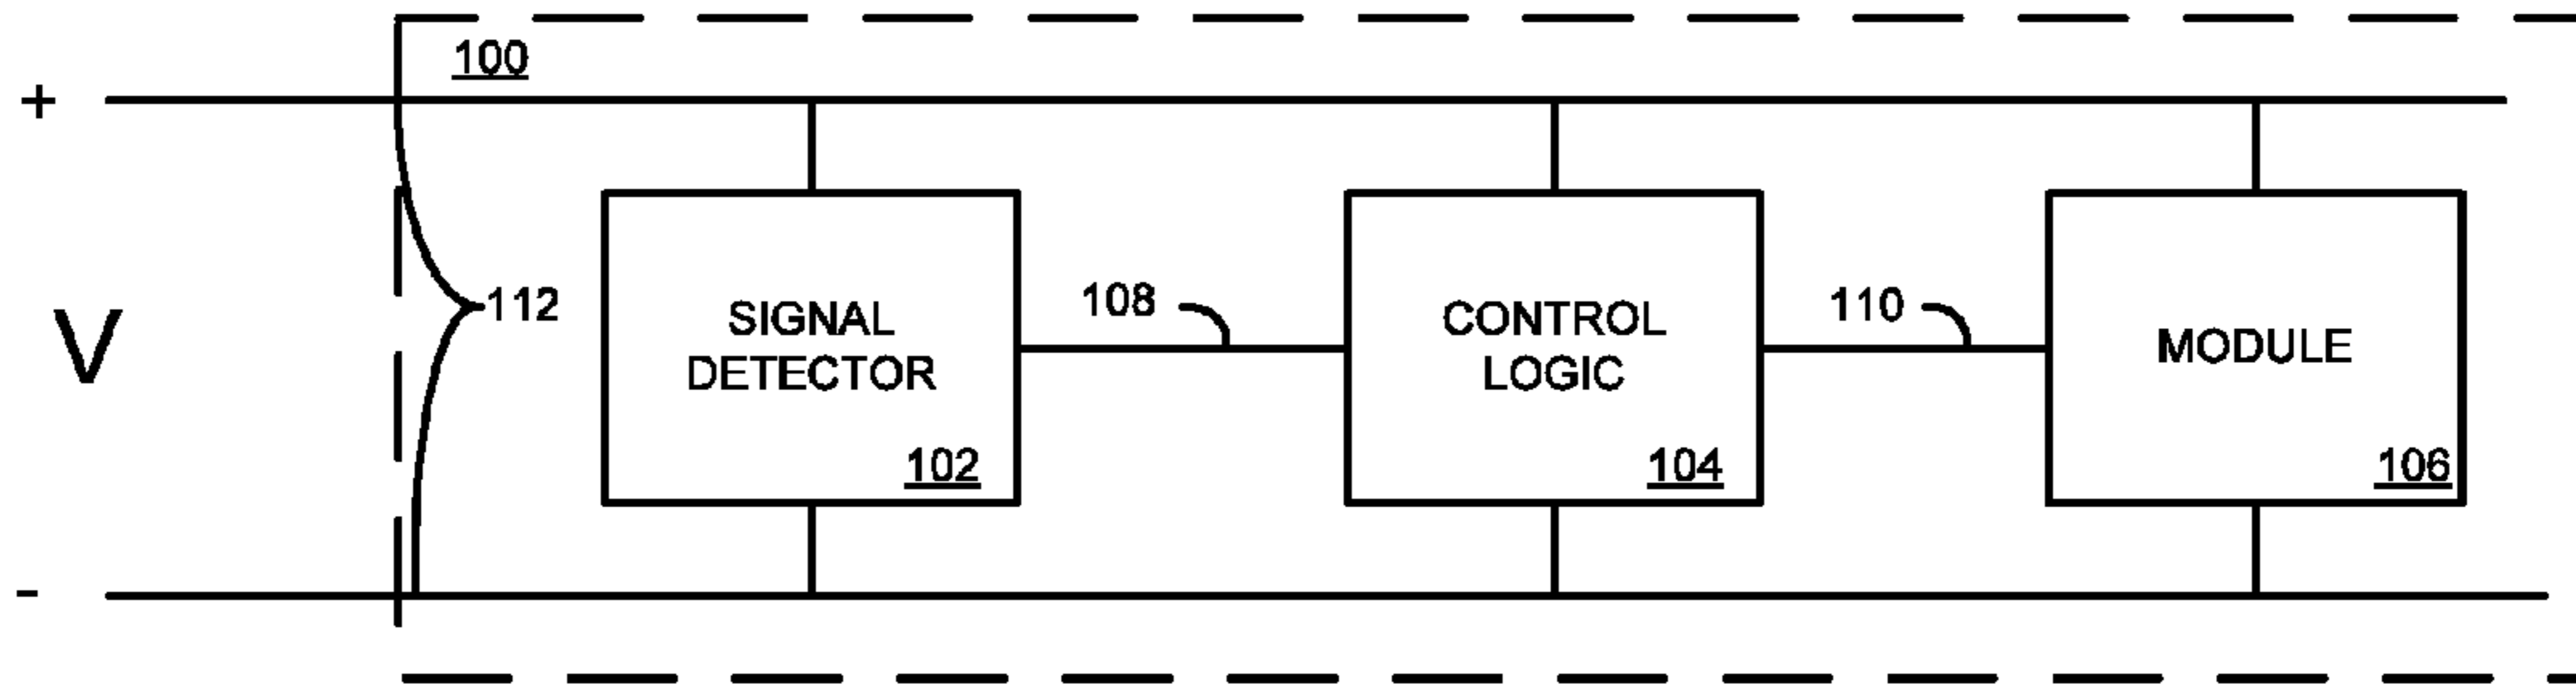 100
+
112
V
SIGNAL
DETECTOR
102
108
CONTROL
LOGIC
104
110
MODULE
106
-